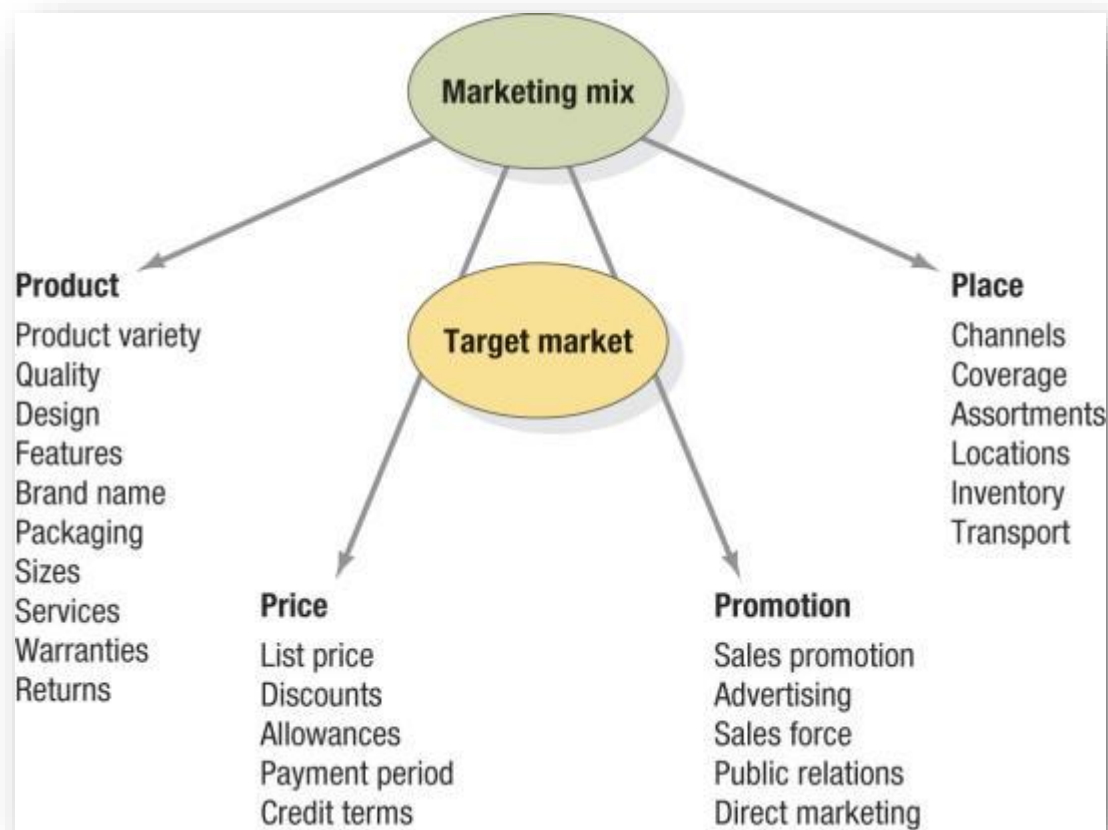 Marketing mix
Target market
Product
Product variety
Quality
Design
Features
Brand name
Packaging
Sizes
Services
Warranties
Returns
Price
List price
Discounts
Allowances
Payment period
Credit terms
Promotion
Sales promotion
Advertising
Sales force
Public relations
Direct marketing
Place
Channels
Coverage
Assortments
Locations
Inventory
Transport